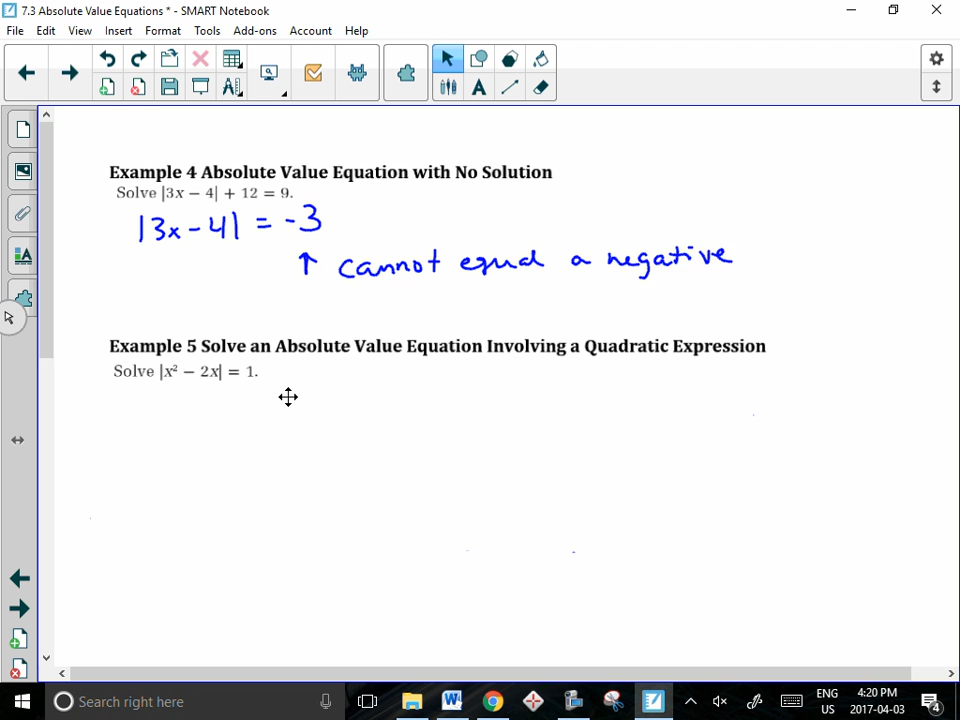 7.3 Absolute Value Equations * - SMART Notebook
File Edit View Insert Format Tools Add-ons Account Help
Example 4 Absolute Value Equation with No Solution
Solve |3x − 4| + 12 = 9.
|3x - 4| = -3
↑ cannot equal a negative
Example 5 Solve an Absolute Value Equation Involving a Quadratic Expression
Solve |x² − 2x| = 1.
Search right here
ENG
US
4:20 PM
2017-04-03
4